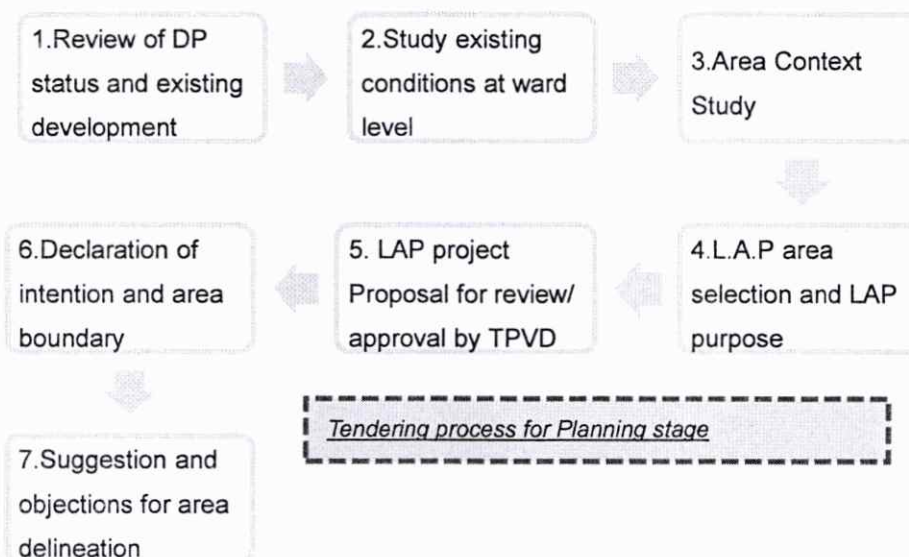 1.Review of DP
status and existing
development
2.Study existing
conditions at ward
level
3.Area Context
Study
4.L.A.P area
selection and LAP
purpose
5. LAP project
Proposal for review/
approval by TPVD
6.Declaration of
intention and area
boundary
7.Suggestion and
objections for area
delineation
Tendering process for Planning stage